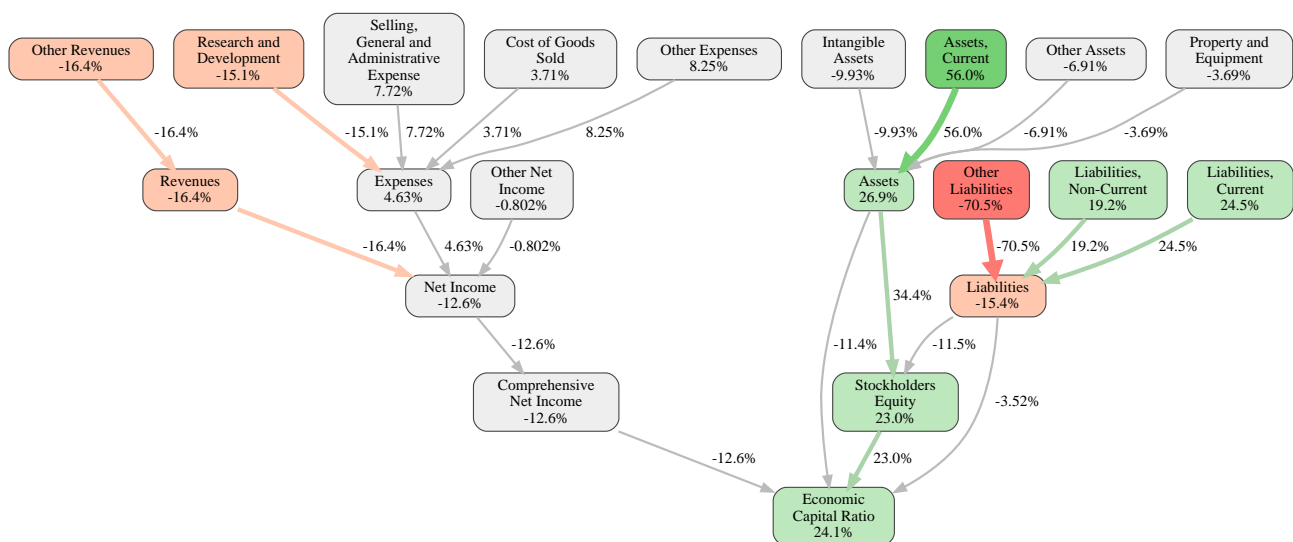 Other Revenues
-16.4%
Research and
Development
-15.1%
Selling,
General and
Administrative
Expense
7.72%
Cost of Goods
Sold
3.71%
Other Expenses
8.25%
Intangible
Assets
-9.93%
Assets,
Current
56.0%
Other Assets
-6.91%
Property and
Equipment
-3.69%
-16.4%
-15.1%
7.72%
3.71%
8.25%
-9.93%
56.0%
-6.91%
-3.69%
Revenues
-16.4%
Expenses
4.63%
Other Net
Income
-0.802%
Assets
26.9%
Other
Liabilities
-70.5%
Liabilities,
Non-Current
19.2%
Liabilities,
Current
24.5%
-16.4%
4.63%
-0.802%
-70.5%
19.2%
24.5%
Net Income
-12.6%
34.4%
Liabilities
-15.4%
-12.6%
-11.4%
-11.5%
Comprehensive
Net Income
-12.6%
Stockholders
Equity
23.0%
-3.52%
-12.6%
23.0%
Economic
Capital Ratio
24.1%